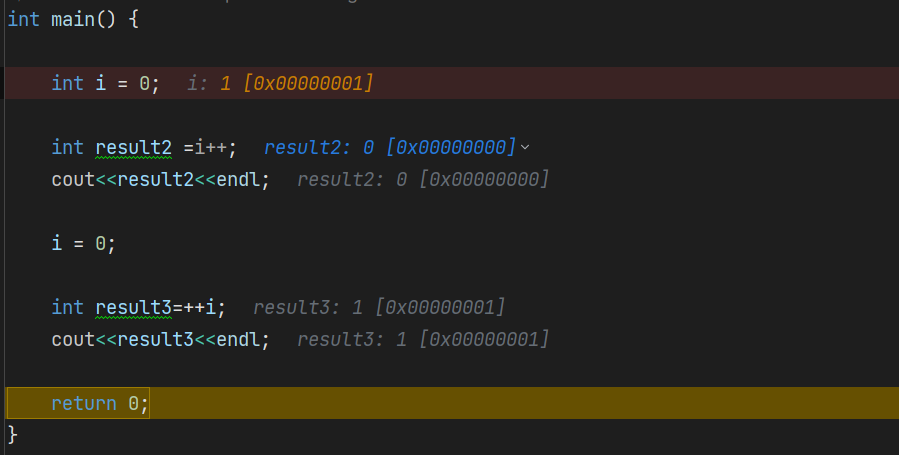 int main() {
int i = 0; i: 1 [0x00000001]
int result2 =i++; result2: 0 [0x00000000]
cout<<result2<<endl; result2: 0 [0x00000000]
i = 0;
int result3=++i; result3: 1 [0x00000001]
cout<<result3<<endl; result3: 1 [0x00000001]
return 0;
}